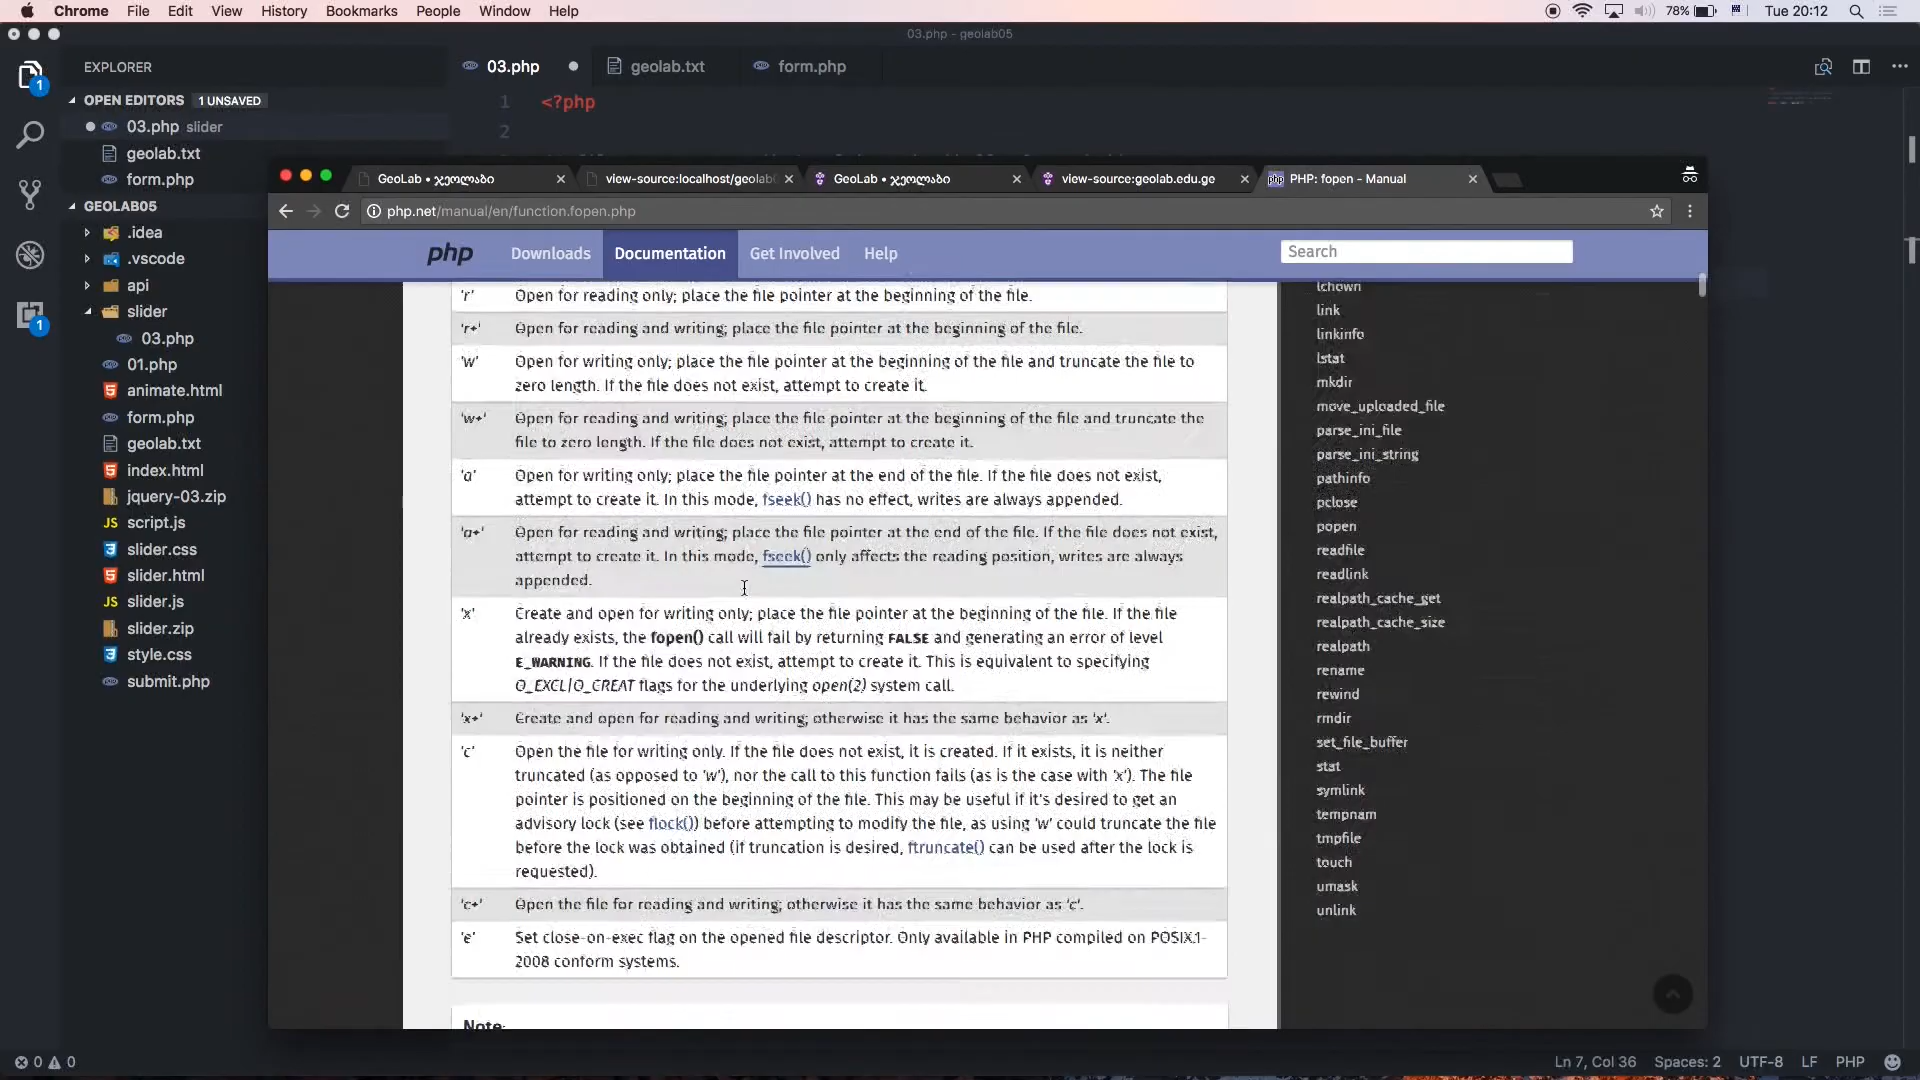 Chrome File Edit View History Bookmarks People Window Help 78% Tue 20:12
03.php - geolab05
EXPLORER
03.php geolab.txt form.php
OPEN EDITORS 1 UNSAVED
1 <?php
03.php slider
2
geolab.txt
form.php
GEOLAB05
.idea
.vscode
api
slider
03.php
01.php
animate.html
form.php
geolab.txt
index.html
jquery-03.zip
script.js
slider.css
slider.html
slider.js
slider.zip
style.css
submit.php
GeoLab • ჯეოლაბი view-source:localhost/geolab0 GeoLab • ჯეოლაბი view-source:geolab.edu.ge PHP: fopen - Manual
php.net/manual/en/function.fopen.php
php Downloads Documentation Get Involved Help Search
'r' Open for reading only; place the file pointer at the beginning of the file.
'r+' Open for reading and writing; place the file pointer at the beginning of the file.
'w' Open for writing only; place the file pointer at the beginning of the file and truncate the file to
zero length. If the file does not exist, attempt to create it.
'w+' Open for reading and writing; place the file pointer at the beginning of the file and truncate the
file to zero length. If the file does not exist, attempt to create it.
'a' Open for writing only; place the file pointer at the end of the file. If the file does not exist,
attempt to create it. In this mode, fseek() has no effect, writes are always appended.
'a+' Open for reading and writing; place the file pointer at the end of the file. If the file does not exist,
attempt to create it. In this mode, fseek() only affects the reading position, writes are always
appended.
'x' Create and open for writing only; place the file pointer at the beginning of the file. If the file
already exists, the fopen() call will fail by returning FALSE and generating an error of level
E_WARNING. If the file does not exist, attempt to create it. This is equivalent to specifying
O_EXCL|O_CREAT flags for the underlying open(2) system call.
'x+' Create and open for reading and writing; otherwise it has the same behavior as 'x'.
'c' Open the file for writing only. If the file does not exist, it is created. If it exists, it is neither
truncated (as opposed to 'w'), nor the call to this function fails (as is the case with 'x'). The file
pointer is positioned on the beginning of the file. This may be useful if it's desired to get an
advisory lock (see flock()) before attempting to modify the file, as using 'w' could truncate the file
before the lock was obtained (if truncation is desired, ftruncate() can be used after the lock is
requested).
'c+' Open the file for reading and writing; otherwise it has the same behavior as 'c'.
'e' Set close-on-exec flag on the opened file descriptor. Only available in PHP compiled on POSIX.1-
2008 conform systems.
Note:
lchown
link
linkinfo
lstat
mkdir
move_uploaded_file
parse_ini_file
parse_ini_string
pathinfo
pclose
popen
readfile
readlink
realpath_cache_get
realpath_cache_size
realpath
rename
rewind
rmdir
set_file_buffer
stat
symlink
tempnam
tmpfile
touch
umask
unlink
0 0 Ln 7, Col 36 Spaces: 2 UTF-8 LF PHP